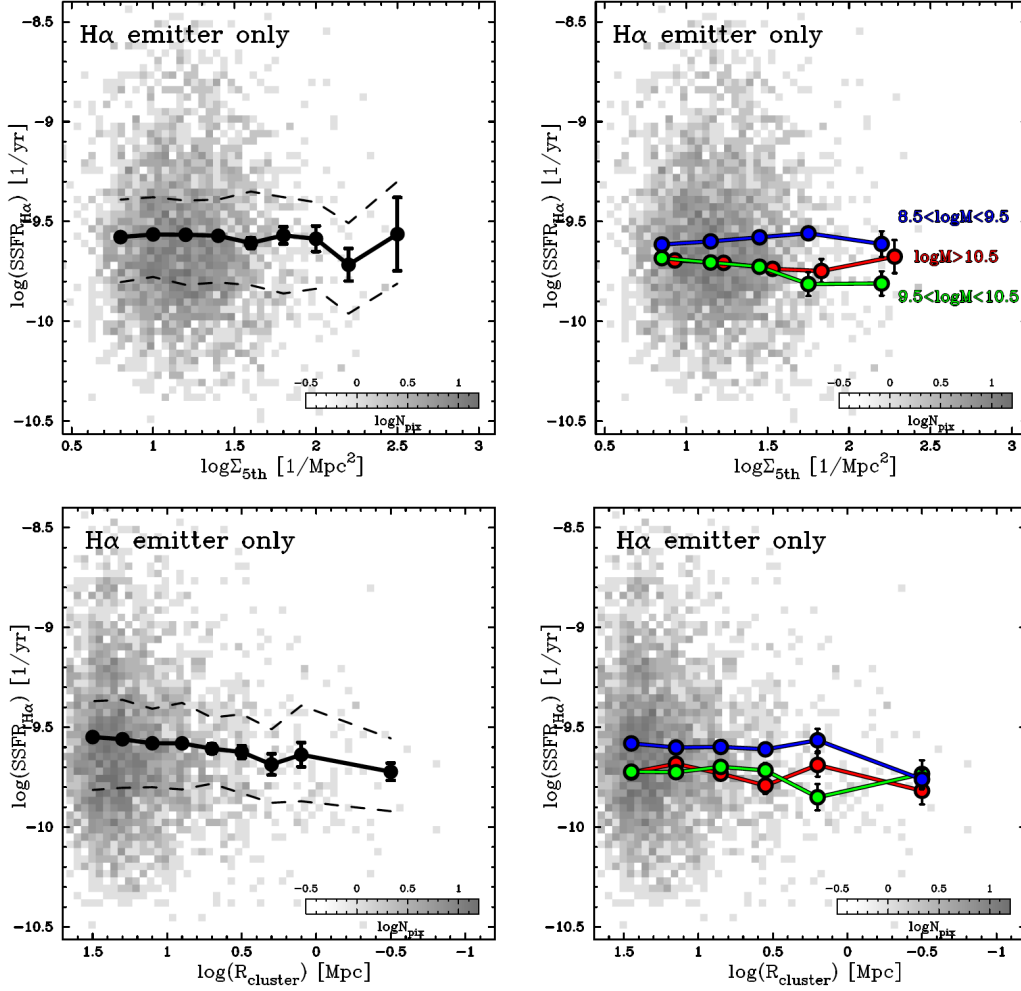 Hα emitter only
-8.5
-9
-9.5
-10
-10.5
log(SSFR_Hα) [1/yr]
-0.5 0.5 1
logN_pix
0.5 1 1.5 2 2.5 3
logΣ_5th [1/Mpc²]
Hα emitter only
-8.5
-9
-9.5
-10
-10.5
log(SSFR_Hα) [1/yr]
8.5<logM<9.5
logM>10.5
9.5<logM<10.5
-0.5 0.5 1
logN_pix
0.5 1 1.5 2 2.5 3
logΣ_5th [1/Mpc²]
Hα emitter only
-8.5
-9
-9.5
-10
-10.5
log(SSFR_Hα) [1/yr]
-0.5 0 0.5 1
logN_pix
1.5 1 0.5 0 -0.5 -1
log(R_cluster) [Mpc]
Hα emitter only
-8.5
-9
-9.5
-10
-10.5
log(SSFR_Hα) [1/yr]
-0.5 0 0.5 1
logN_pix
1.5 1 0.5 0 -0.5 -1
log(R_cluster) [Mpc]